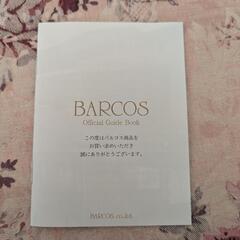 BARCOS
Official Guide Book
この度はバルコス商品を
お買い求めいただき
誠にありがとうございます。
BARCOS co.ltd.